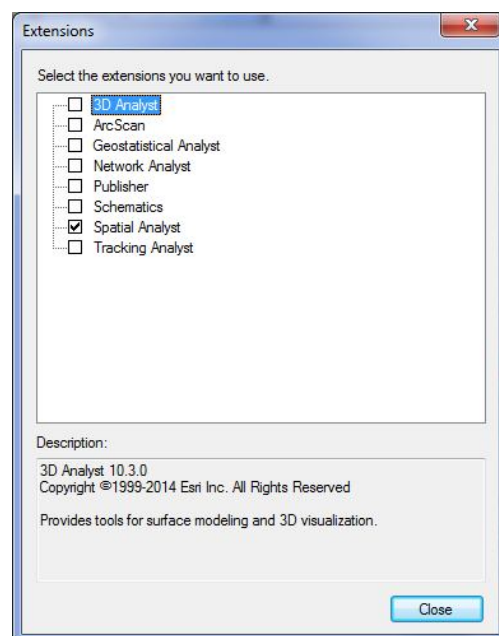 Extensions
Select the extensions you want to use.
3D Analyst
ArcScan
Geostatistical Analyst
Network Analyst
Publisher
Schematics
Spatial Analyst
Tracking Analyst
Description:
3D Analyst 10.3.0
Copyright ©1999-2014 Esri Inc. All Rights Reserved
Provides tools for surface modeling and 3D visualization.
Close